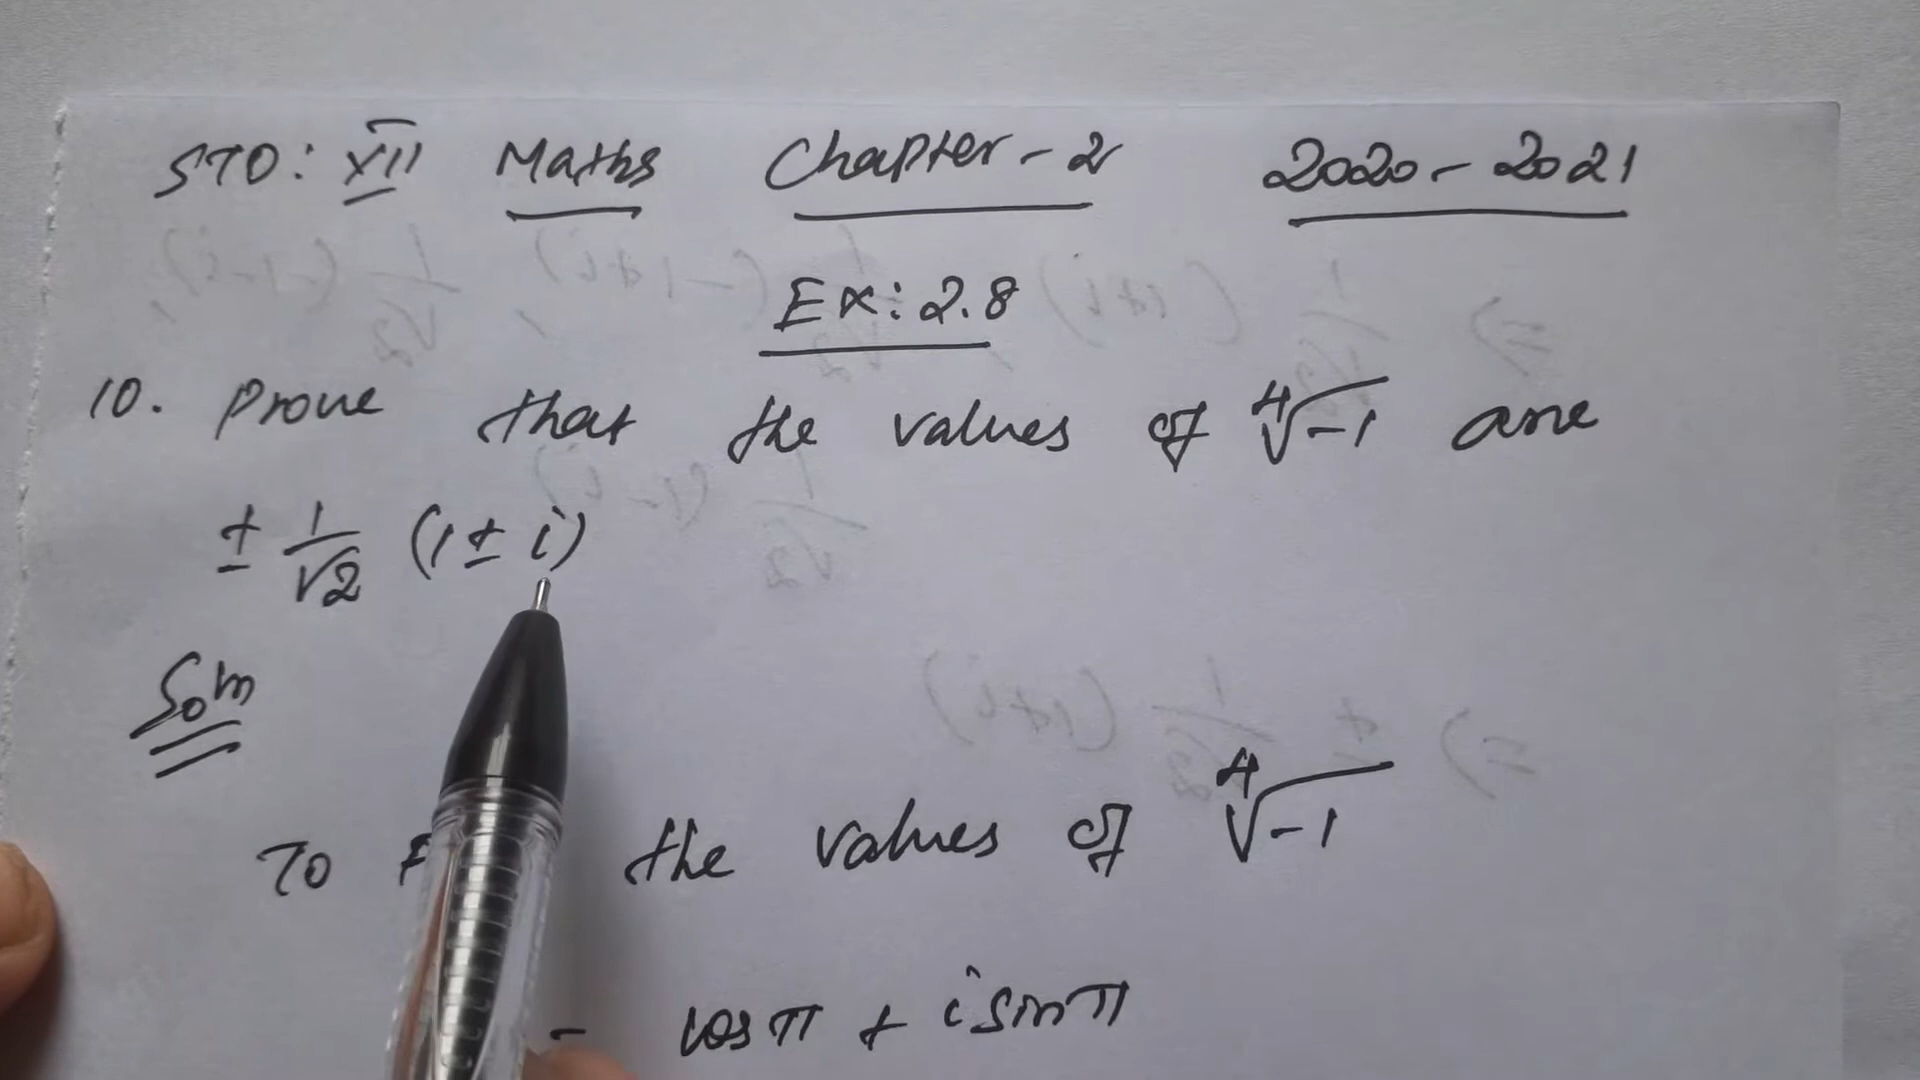 STD: XII Maths Chapter-2 2020-2021
Ex: 2.8
10. Prove that the values of ∜-1 are
± 1/√2 (1 ± i)
Soln
To the values of ∜-1
cos π + i sin π